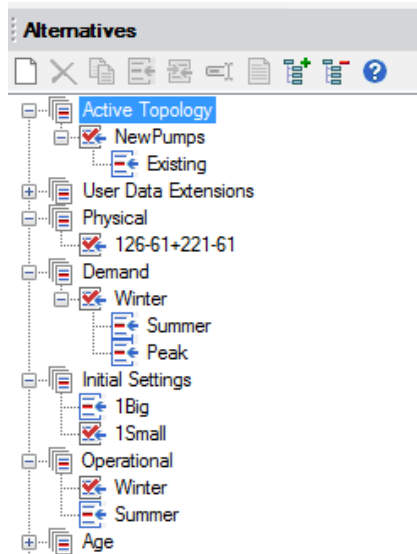 Alternatives
Active Topology
NewPumps
Existing
User Data Extensions
Physical
126-61+221-61
Demand
Winter
Summer
Peak
Initial Settings
1Big
1Small
Operational
Winter
Summer
Age